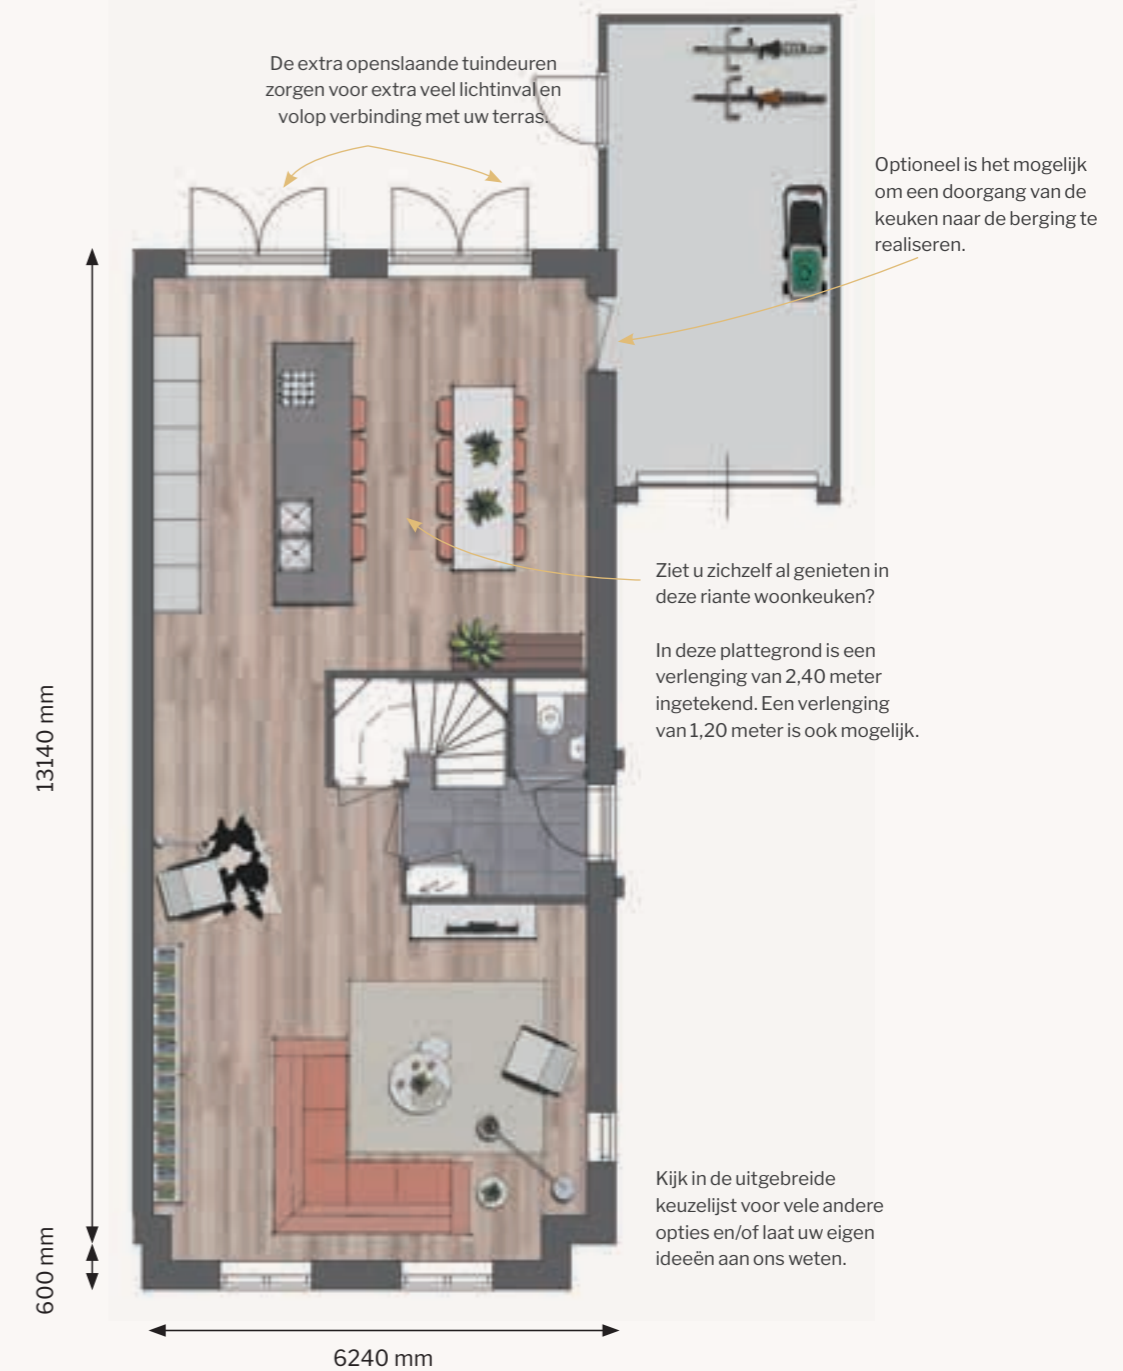 De extra openslaande tuindeuren
zorgen voor extra veel lichtinval en
volop verbinding met uw terras.
Optioneel is het mogelijk
om een doorgang van de
keuken naar de berging te
realiseren.
Ziet u zichzelf al genieten in
deze riante woonkeuken?
In deze plattegrond is een
verlenging van 2,40 meter
ingetekend. Een verlenging
van 1,20 meter is ook mogelijk.
13140 mm
Kijk in de uitgebreide
keuzelijst voor vele andere
opties en/of laat uw eigen
ideeën aan ons weten.
600 mm
6240 mm